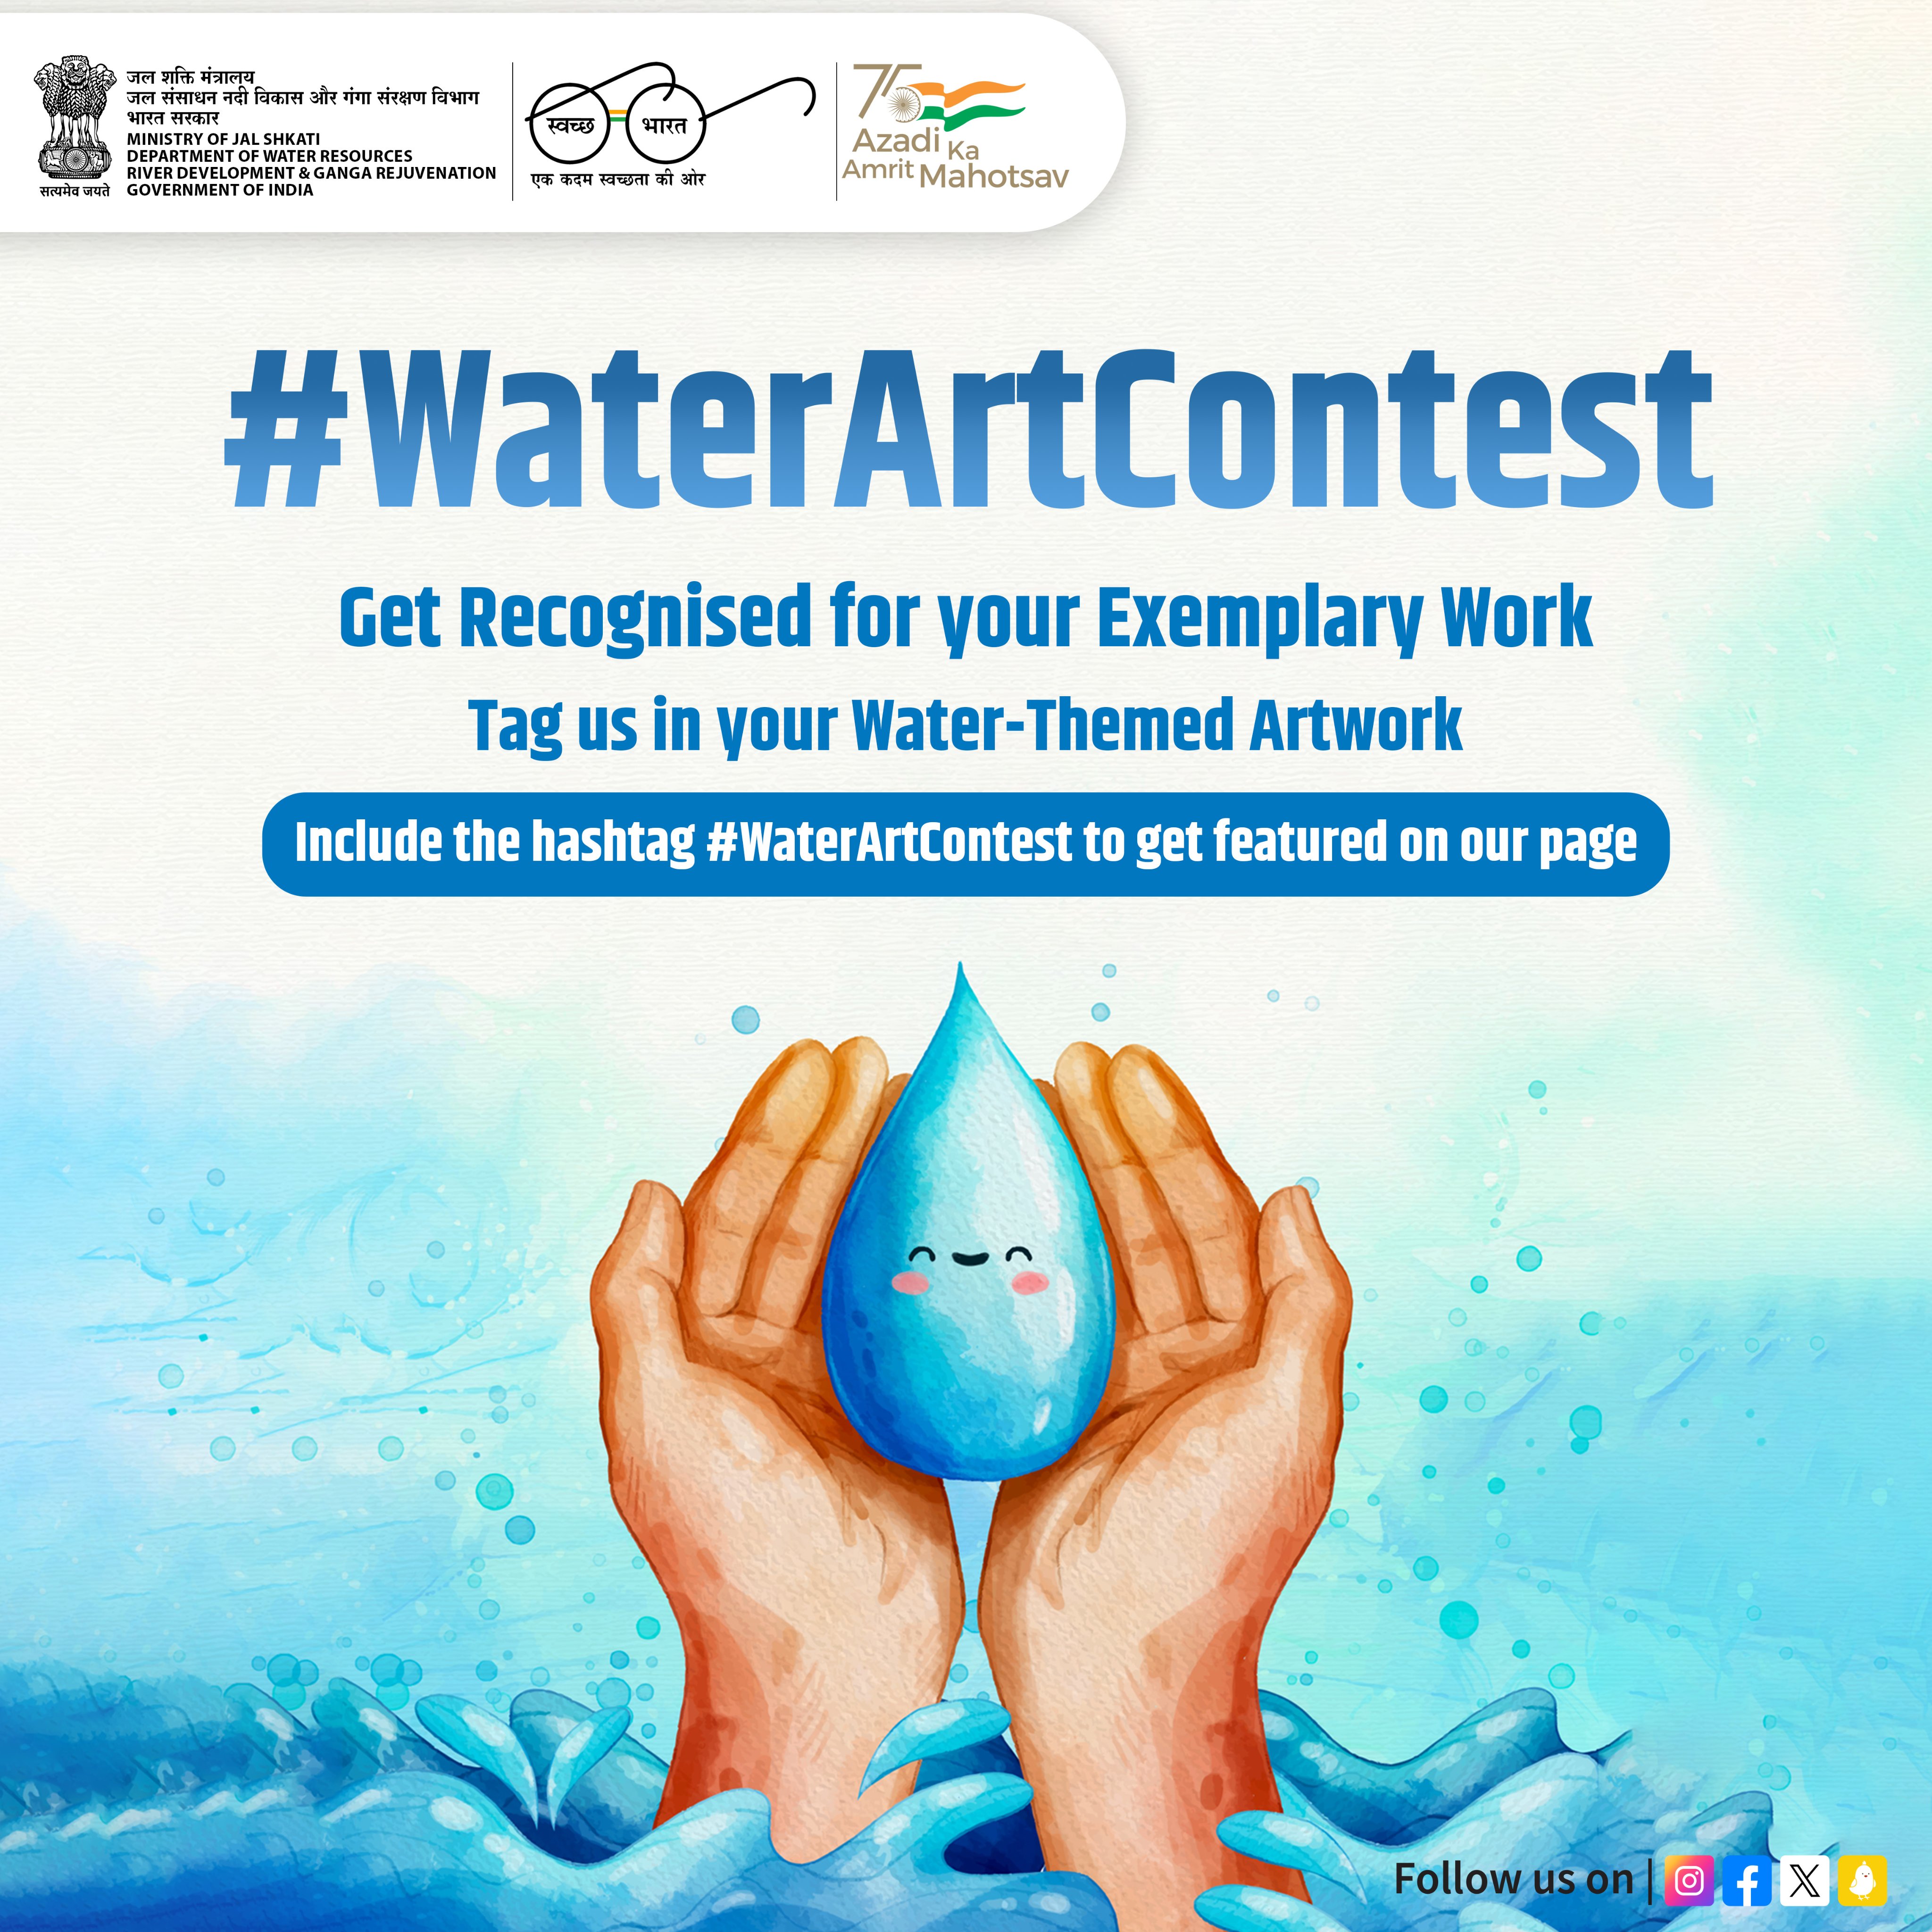 जल शक्ति मंत्रालय
जल संसाधन नदी विकास और गंगा संरक्षण विभाग
भारत सरकार
MINISTRY OF JAL SHKATI
DEPARTMENT OF WATER RESOURCES
RIVER DEVELOPMENT & GANGA REJUVENATION
GOVERNMENT OF INDIA
सत्यमेव जयते
स्वच्छ भारत
एक कदम स्वच्छता की ओर
75
Azadi Ka
Amrit Mahotsav
#WaterArtContest
Get Recognised for your Exemplary Work
Tag us in your Water-Themed Artwork
Include the hashtag #WaterArtContest to get featured on our page
Follow us on |